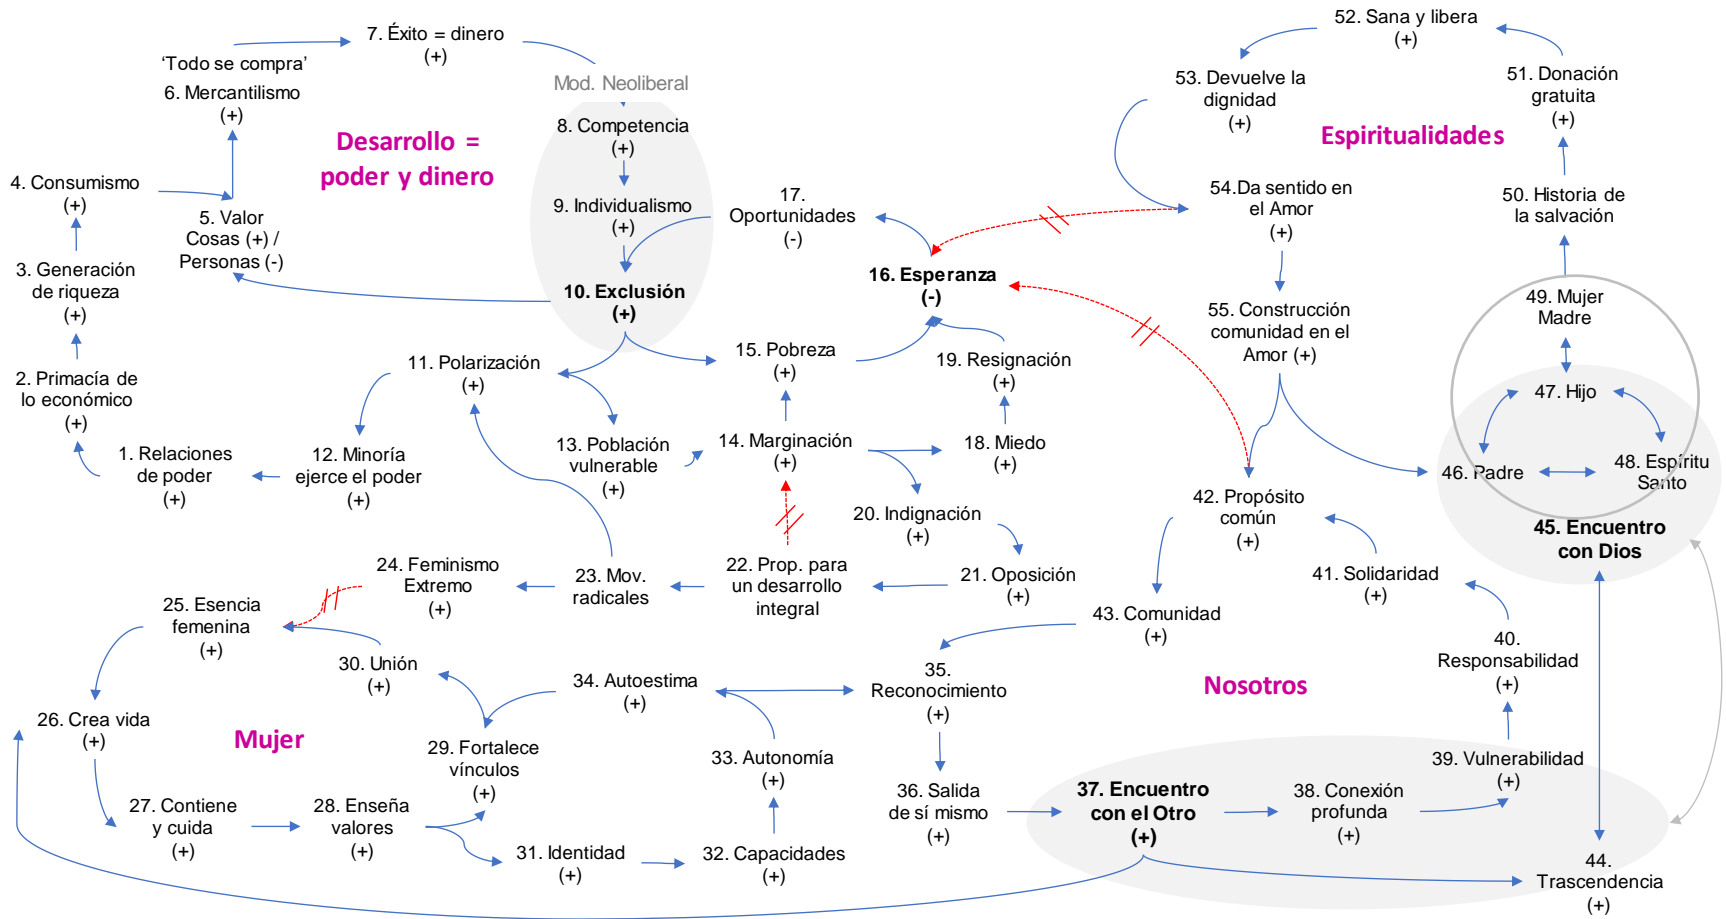 7. Éxito = dinero
(+)
'Todo se compra'
6. Mercantilismo
(+)
Mod. Neoliberal
8. Competencia
(+)
Desarrollo =
poder y dinero
4. Consumismo
(+)
5. Valor
Cosas (+) /
Personas (-)
9. Individualismo
(+)
3. Generación
de riqueza
(+)
10. Exclusión
(+)
2. Primacía de
lo económico
(+)
11. Polarización
(+)
1. Relaciones
de poder
(+)
12. Minoría
ejerce el poder
(+)
13. Población
vulnerable
(+)
14. Marginación
(+)
15. Pobreza
(+)
16. Esperanza
(-)
17.
Oportunidades
(-)
18. Miedo
(+)
19. Resignación
(+)
20. Indignación
(+)
21. Oposición
(+)
22. Prop. para
un desarrollo
integral
23. Mov.
radicales
24. Feminismo
Extremo
(+)
25. Esencia
femenina
(+)
Mujer
26. Crea vida
(+)
27. Contiene
y cuida
(+)
28. Enseña
valores
(+)
29. Fortalece
vínculos
(+)
30. Unión
(+)
31. Identidad
(+)
32. Capacidades
(+)
33. Autonomía
(+)
34. Autoestima
(+)
35.
Reconocimiento
(+)
36. Salida
de sí mismo
(+)
37. Encuentro
con el Otro
(+)
38. Conexión
profunda
(+)
39. Vulnerabilidad
(+)
40.
Responsabilidad
(+)
41. Solidaridad
(+)
42. Propósito
común
(+)
43. Comunidad
(+)
Nosotros
44.
Trascendencia
(+)
45. Encuentro
con Dios
46. Padre
47. Hijo
48. Espíritu
Santo
49. Mujer
Madre
50. Historia de
la salvación
51. Donación
gratuita
(+)
52. Sana y libera
(+)
53. Devuelve la
dignidad
(+)
Espiritualidades
54.Da sentido en
el Amor
(+)
55. Construcción
comunidad en el
Amor (+)